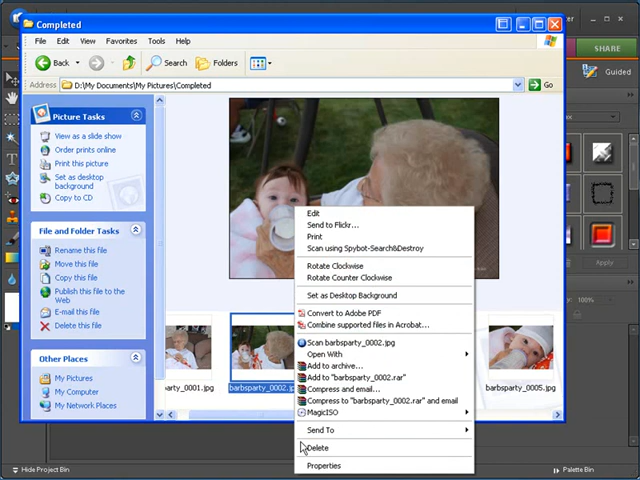 Completed
File Edit View Favorites Tools Help
Back Search Folders
Address D:\My Documents\My Pictures\Completed Go
SHARE
Guided
Picture Tasks
View as a slide show
Order prints online
Print this picture
Set as desktop
background
Copy to CD
File and Folder Tasks
Rename this file
Move this file
Copy this file
Publish this file to the
Web
E-mail this file
Delete this file
Other Places
My Pictures
My Computer
My Network Places
Edit
Send to Flickr...
Print
Scan using Spybot-Search&Destroy
Rotate Clockwise
Rotate Counter Clockwise
Set as Desktop Background
Convert to Adobe PDF
Combine supported files in Acrobat...
Scan barbsparty_0002.jpg
Open With
Add to archive...
Add to "barbsparty_0002.rar"
Compress and email...
Compress to "barbsparty_0002.rar" and email
MagicISO
Send To
Delete
Properties
arty_0001.jpg
barbsparty_0002.j
barbsparty_0005.jpg
Apply
100%
Hide Project Bin
Palette Bin